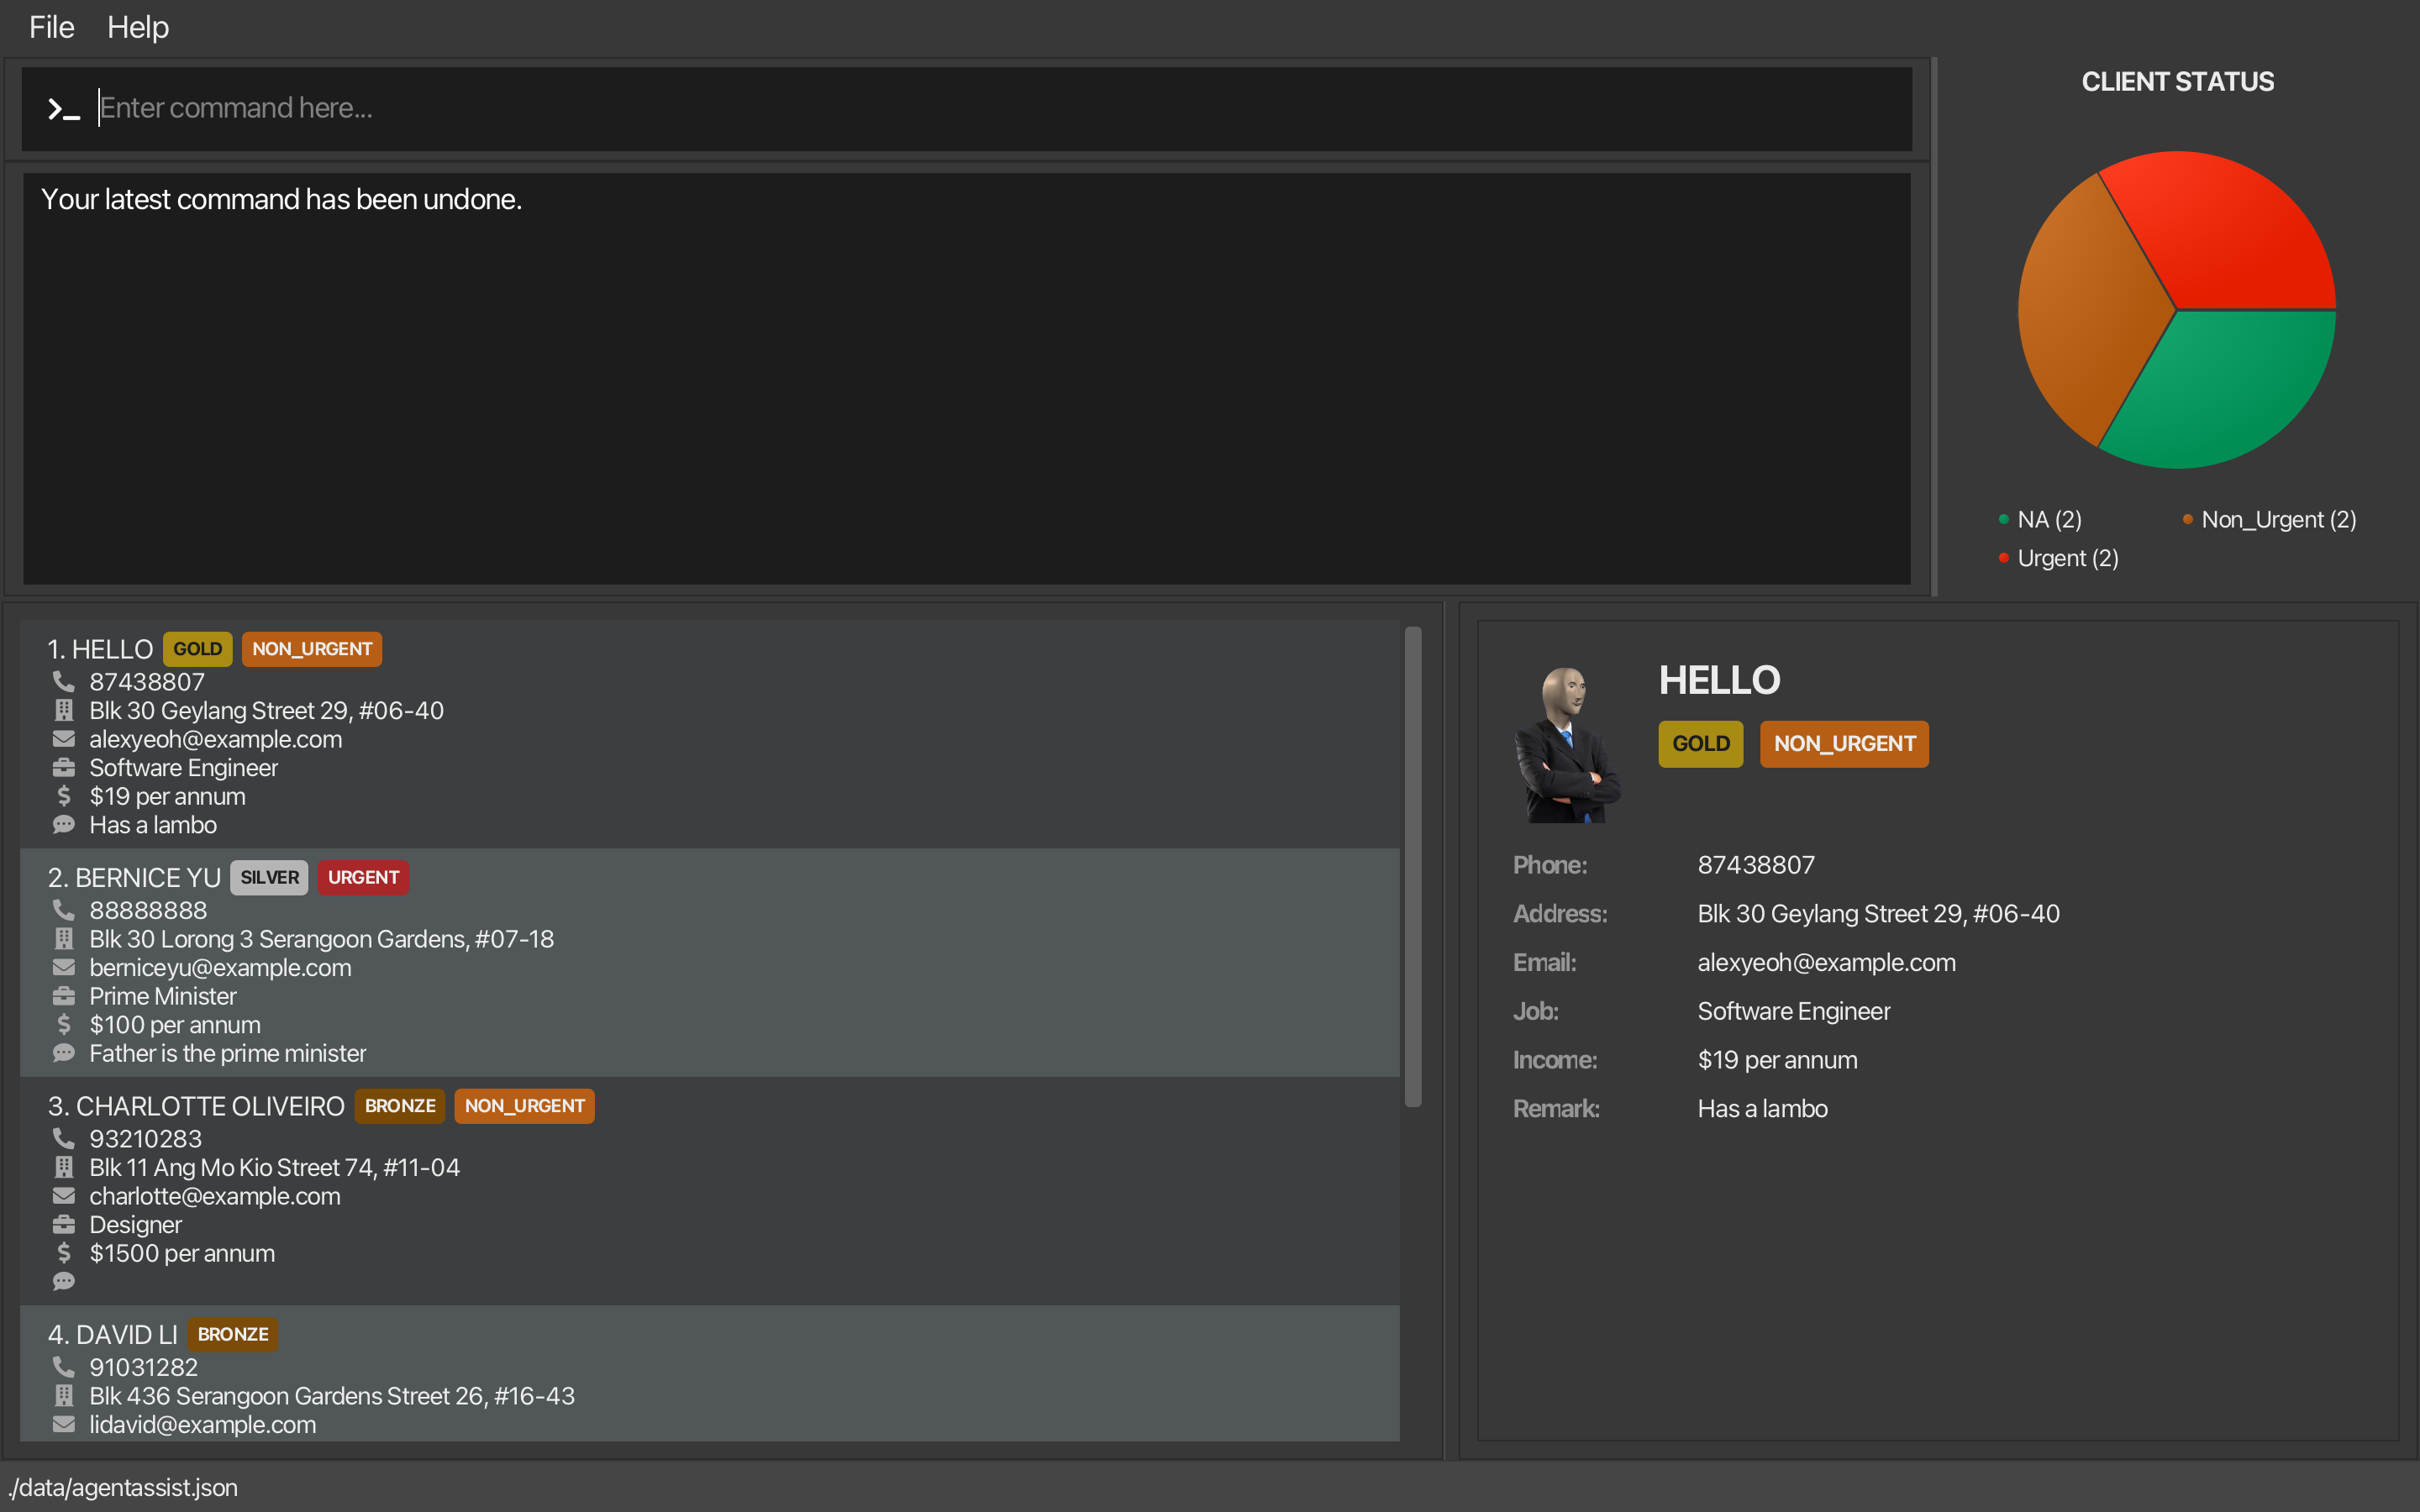 File Help
Enter command here...
Your latest command has been undone.
CLIENT STATUS
NA (2) Non_Urgent (2)
Urgent (2)
1. HELLO GOLD NON_URGENT
87438807
Blk 30 Geylang Street 29, #06-40
alexyeoh@example.com
Software Engineer
$19 per annum
Has a lambo
2. BERNICE YU SILVER URGENT
88888888
Blk 30 Lorong 3 Serangoon Gardens, #07-18
berniceyu@example.com
Prime Minister
$100 per annum
Father is the prime minister
3. CHARLOTTE OLIVEIRO BRONZE NON_URGENT
93210283
Blk 11 Ang Mo Kio Street 74, #11-04
charlotte@example.com
Designer
$1500 per annum
4. DAVID LI BRONZE
91031282
Blk 436 Serangoon Gardens Street 26, #16-43
lidavid@example.com
HELLO
GOLD NON_URGENT
Phone: 87438807
Address: Blk 30 Geylang Street 29, #06-40
Email: alexyeoh@example.com
Job: Software Engineer
Income: $19 per annum
Remark: Has a lambo
./data/agentassist.json